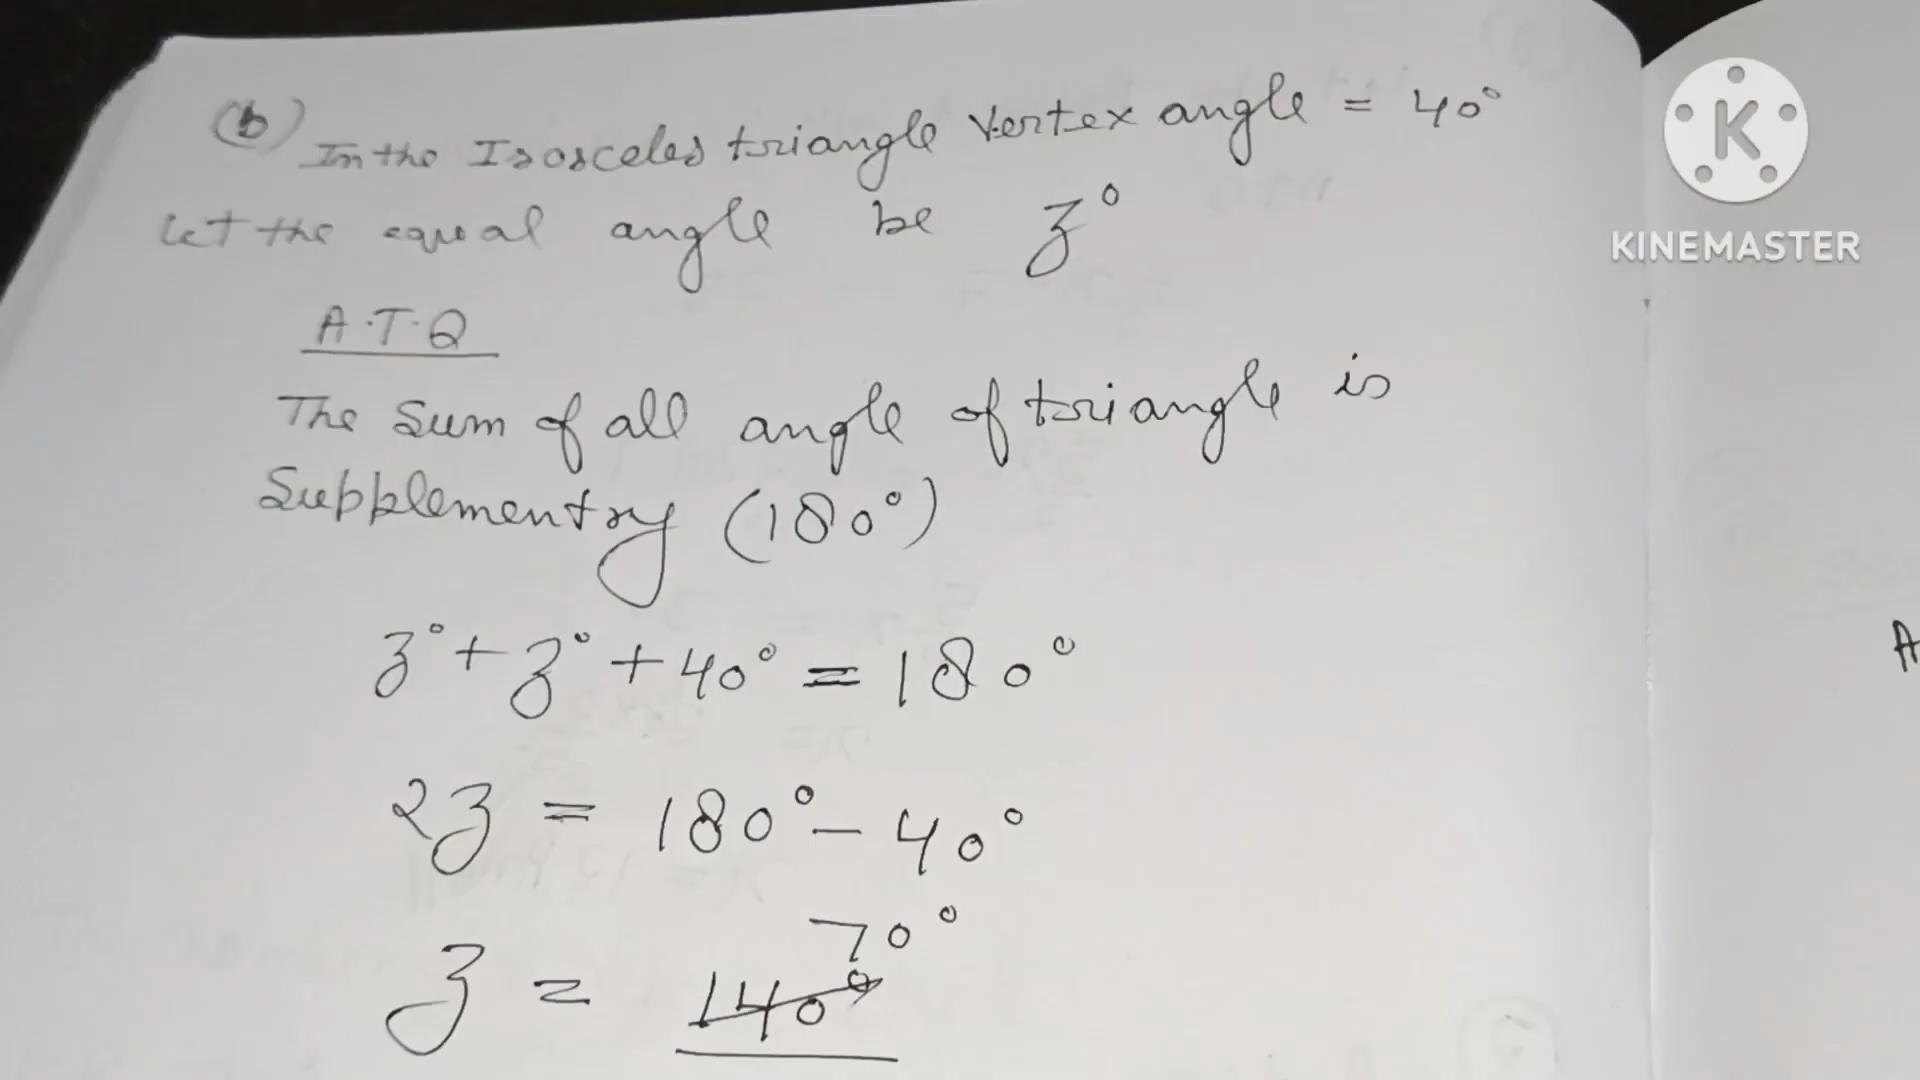 (b) In the Isosceles triangle Vertex angle = 40°
let the equal angle be z°
A.T.Q
The Sum of all angle of triangle is
Supplementry (180°)
z° + z° + 40° = 180°
2z = 180° - 40°
70°
z = 140°
K
KINEMASTER
A